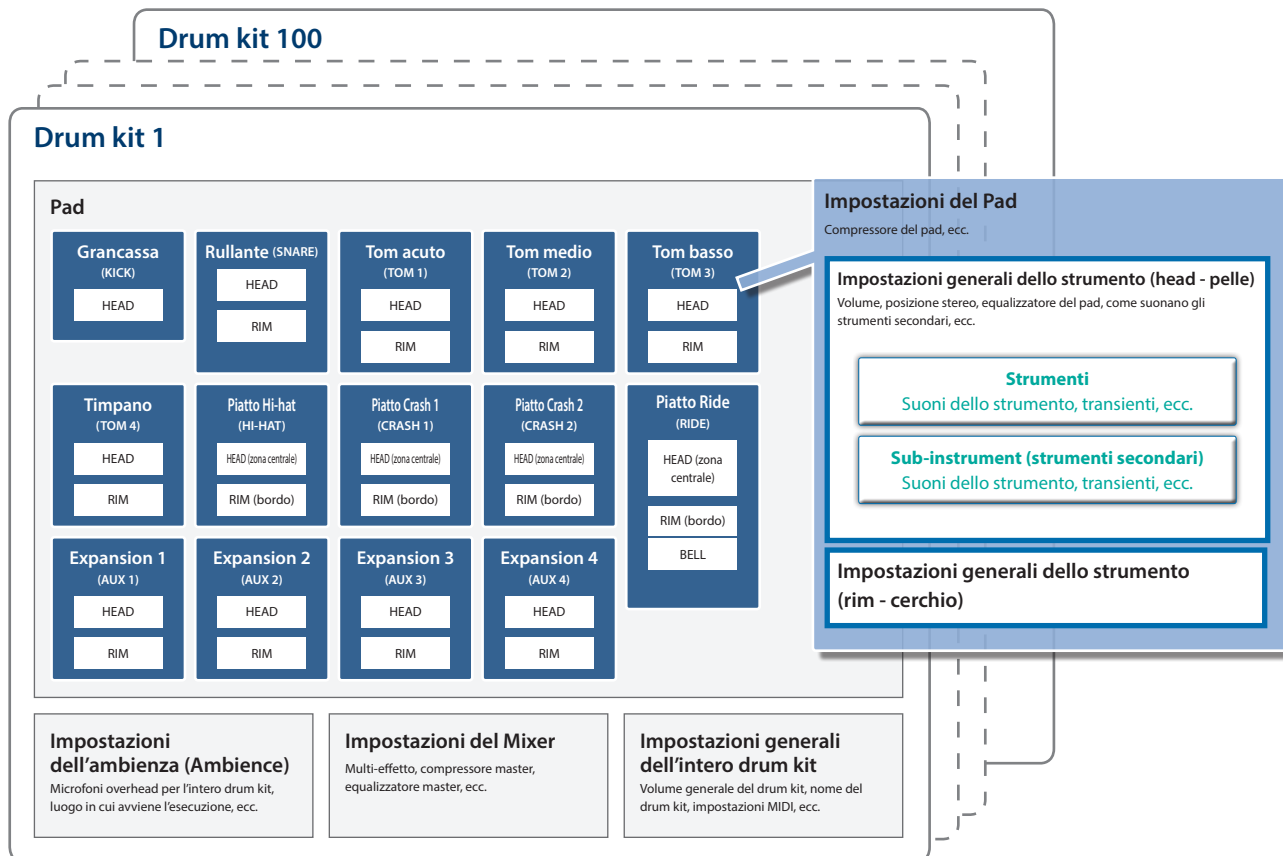 Drum kit 100
Drum kit 1
Pad
Grancassa
(KICK)
HEAD
Rullante (SNARE)
HEAD
RIM
Tom acuto
(TOM 1)
HEAD
RIM
Tom medio
(TOM 2)
HEAD
RIM
Tom basso
(TOM 3)
HEAD
RIM
Timpano
(TOM 4)
HEAD
RIM
Piatto Hi-hat
(HI-HAT)
HEAD (zona centrale)
RIM (bordo)
Piatto Crash 1
(CRASH 1)
HEAD (zona centrale)
RIM (bordo)
Piatto Crash 2
(CRASH 2)
HEAD (zona centrale)
RIM (bordo)
Piatto Ride
(RIDE)
HEAD (zona
centrale)
RIM (bordo)
BELL
Expansion 1
(AUX 1)
HEAD
RIM
Expansion 2
(AUX 2)
HEAD
RIM
Expansion 3
(AUX 3)
HEAD
RIM
Expansion 4
(AUX 4)
HEAD
RIM
Impostazioni del Pad
Compressore del pad, ecc.
Impostazioni generali dello strumento (head - pelle)
Volume, posizione stereo, equalizzatore del pad, come suonano gli
strumenti secondari, ecc.
Strumenti
Suoni dello strumento, transienti, ecc.
Sub-instrument (strumenti secondari)
Suoni dello strumento, transienti, ecc.
Impostazioni generali dello strumento
(rim - cerchio)
Impostazioni
dell’ambienza (Ambience)
Microfoni overhead per l’intero drum kit,
luogo in cui avviene l’esecuzione, ecc.
Impostazioni del Mixer
Multi-effetto, compressore master,
equalizzatore master, ecc.
Impostazioni generali
dell’intero drum kit
Volume generale del drum kit, nome del
drum kit, impostazioni MIDI, ecc.